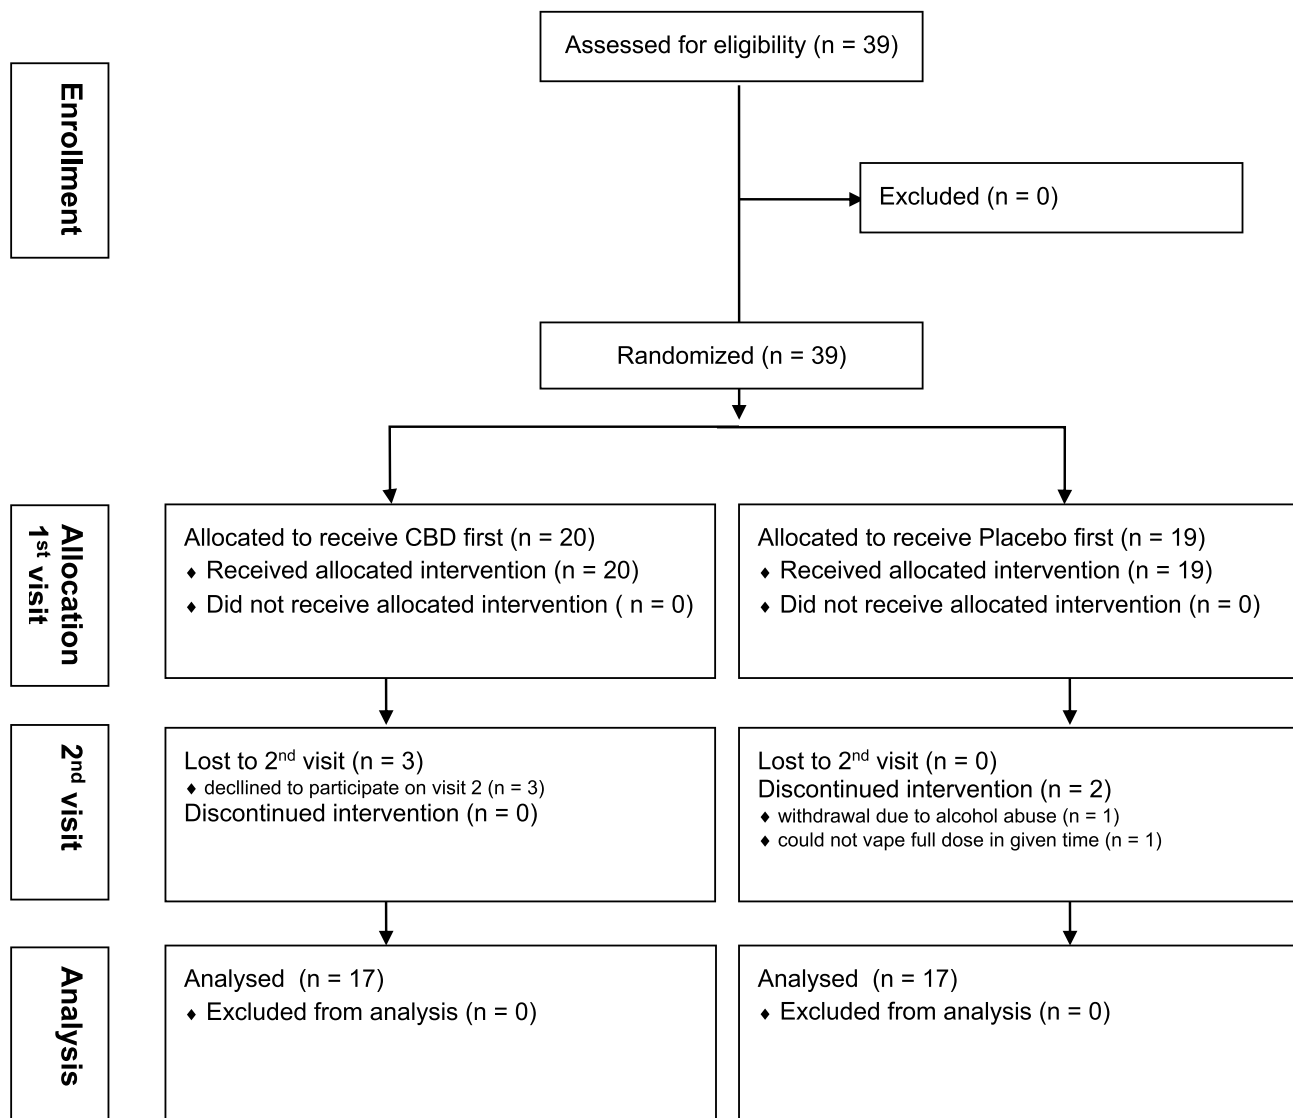 Assessed for eligibility (n = 39)
Enrollment
Excluded (n = 0)
Randomized (n = 39)
Allocation
1st visit
Allocated to receive CBD first (n = 20)
♦ Received allocated intervention (n = 20)
♦ Did not receive allocated intervention ( n = 0)
Allocated to receive Placebo first (n = 19)
♦ Received allocated intervention (n = 19)
♦ Did not receive allocated intervention (n = 0)
2nd visit
Lost to 2nd visit (n = 3)
♦ decllined to participate on visit 2 (n = 3)
Discontinued intervention (n = 0)
Lost to 2nd visit (n = 0)
Discontinued intervention (n = 2)
♦ withdrawal due to alcohol abuse (n = 1)
♦ could not vape full dose in given time (n = 1)
Analysis
Analysed (n = 17)
♦ Excluded from analysis (n = 0)
Analysed (n = 17)
♦ Excluded from analysis (n = 0)